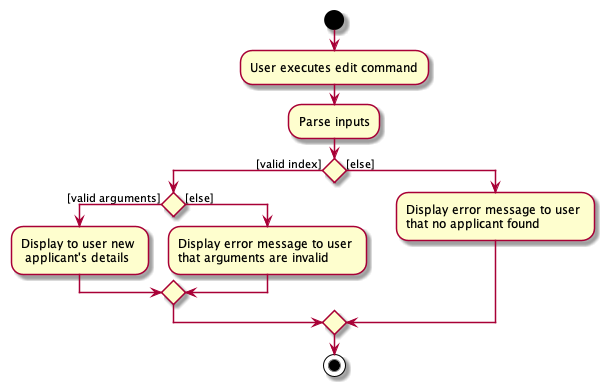 User executes edit command
Parse inputs
[valid index]
[else]
[valid arguments]
[else]
Display to user new
applicant's details
Display error message to user
that arguments are invalid
Display error message to user
that no applicant found